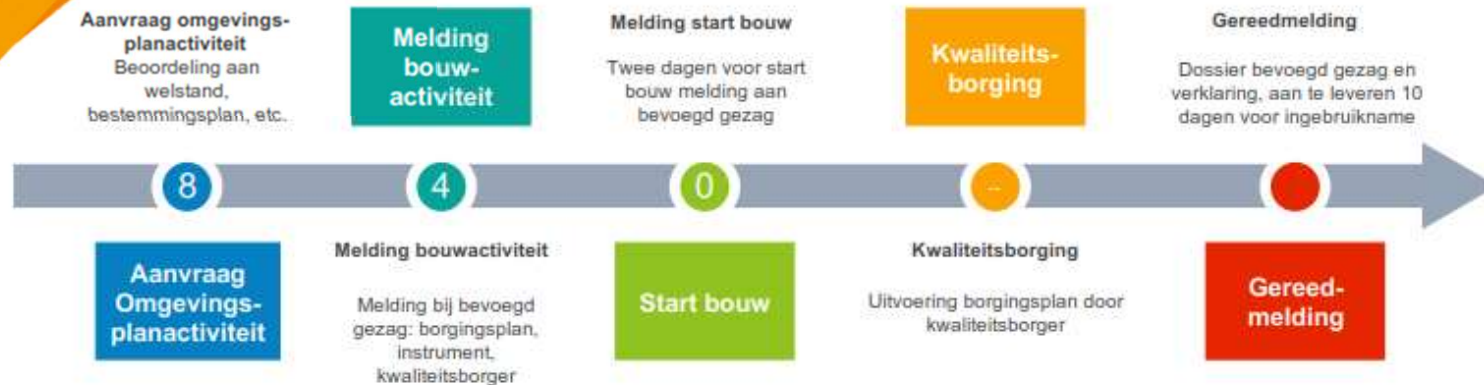 Aanvraag omgevings-
planactiviteit
Beoordeling aan
welstand,
bestemmingsplan, etc.
Melding
bouw-
activiteit
Melding start bouw
Twee dagen voor start
bouw melding aan
bevoegd gezag
Kwaliteits-
borging
Gereedmelding
Dossier bevoegd gezag en
verklaring, aan te leveren 10
dagen voor ingebruikname
8
4
0
--
Aanvraag
Omgevings-
planactiviteit
Melding bouwactiviteit
Melding bij bevoegd
gezag: borgingsplan,
instrument,
kwaliteitsborger
Start bouw
Kwaliteitsborging
Uitvoering borgingsplan door
kwaliteitsborger
Gereed-
melding